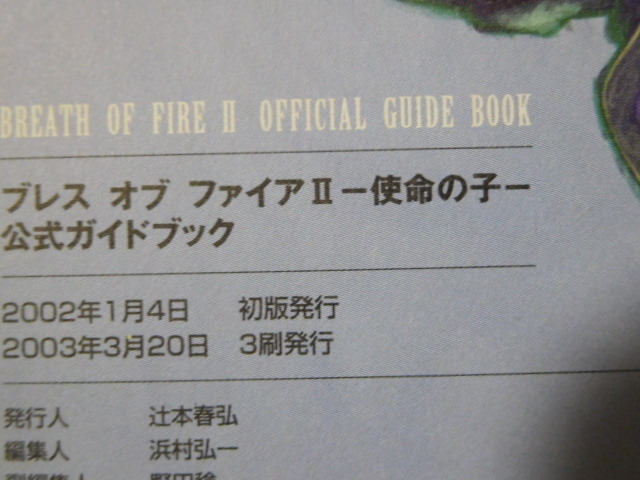 BREATH OF FIRE II OFFICIAL GUIDE BOOK
ブレス オブ ファイアⅡ－使命の子－
公式ガイドブック
2002年1月4日 初版発行
2003年3月20日 3刷発行
発行人 辻本春弘
編集人 浜村弘一